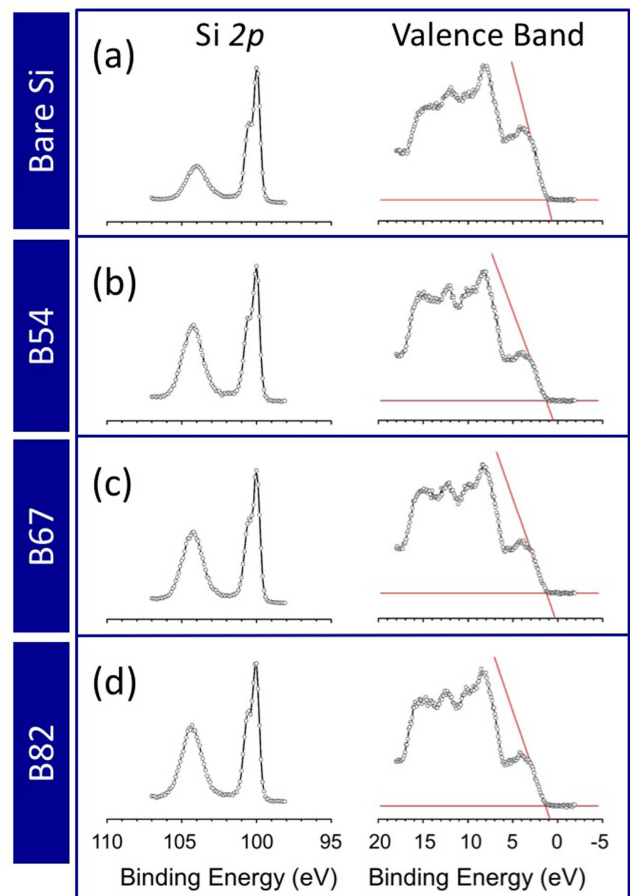 Si 2p Valence Band
Bare Si
(a)
B54
(b)
B67
(c)
B82
(d)
110 105 100 95 20 15 10 5 0 -5
Binding Energy (eV) Binding Energy (eV)